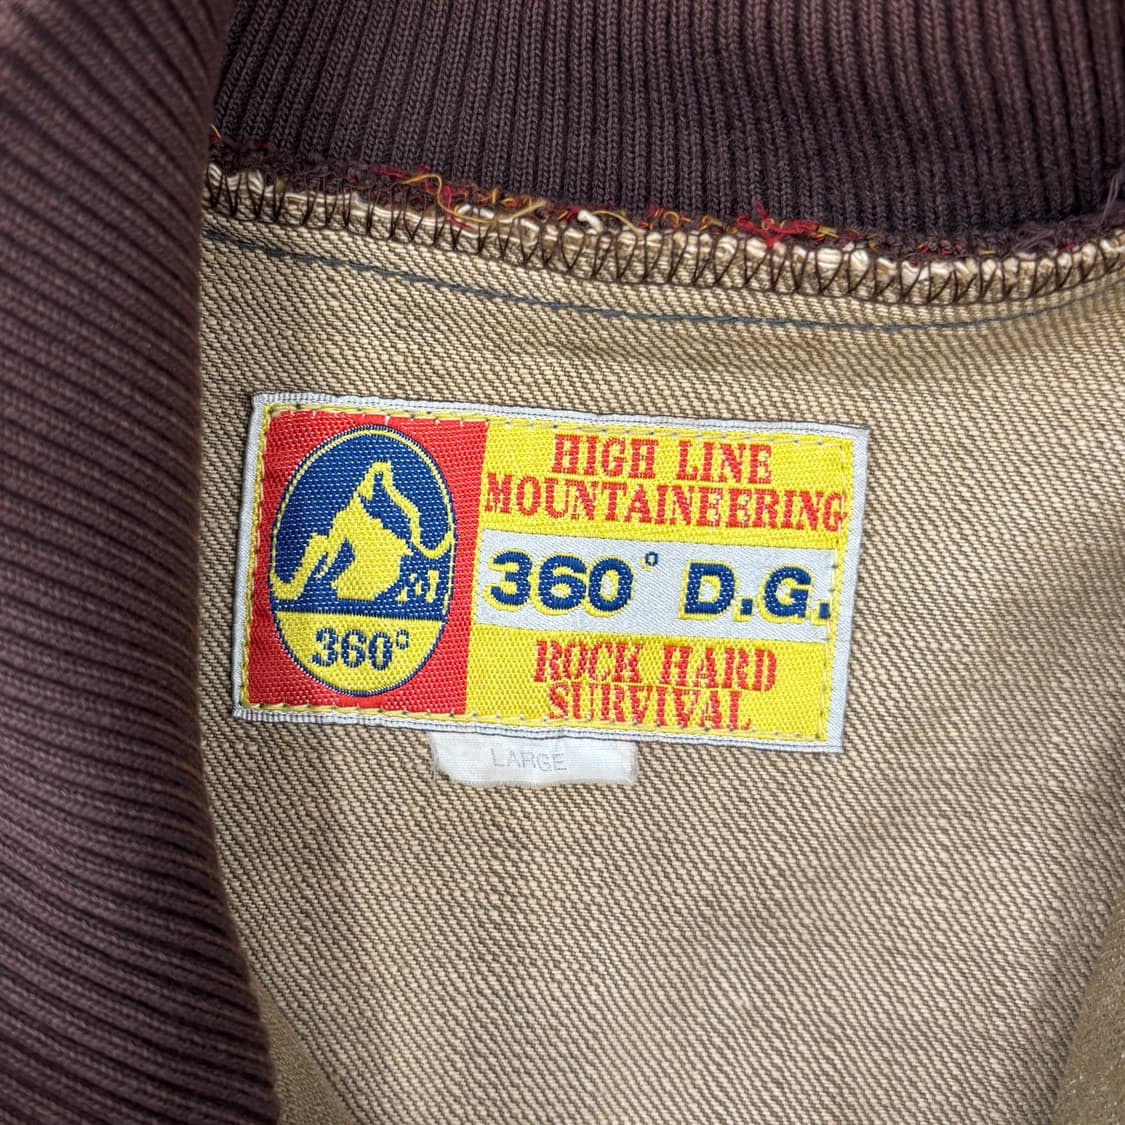 360°
HIGH LINE
MOUNTAINEERING
360° D.G.
ROCK HARD
SURVIVAL
LARGE